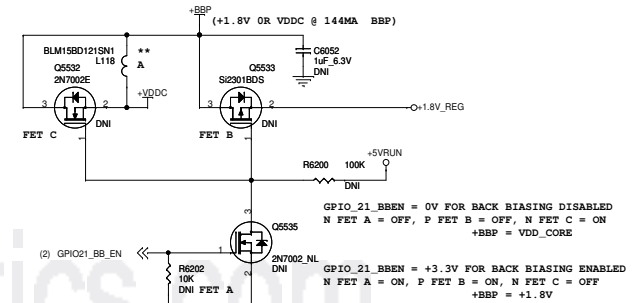 +BBP
(+1.8V 0R VDDC @ 144MA BBP)
BLM15BD121SN1
L118
**
A
Q5532
2N7002E
+VDDC
3
2
1
DNI
FET C
Q5533
Si2301BDS
3
2
1
DNI
FET B
C6052
1uF_6.3V
DNI
+1.8V_REG
+5VRUN
R6200
100K
DNI
3
Q5535
1
2
2N7002_NL
DNI
FET A
(2) GPIO21_BB_EN
R6202
10K
DNI
GPIO_21_BBEN = 0V FOR BACK BIASING DISABLED
N FET A = OFF, P FET B = OFF, N FET C = ON
+BBP = VDD_CORE
GPIO_21_BBEN = +3.3V FOR BACK BIASING ENABLED
N FET A = ON, P FET B = ON, N FET C = OFF
+BBP = +1.8V